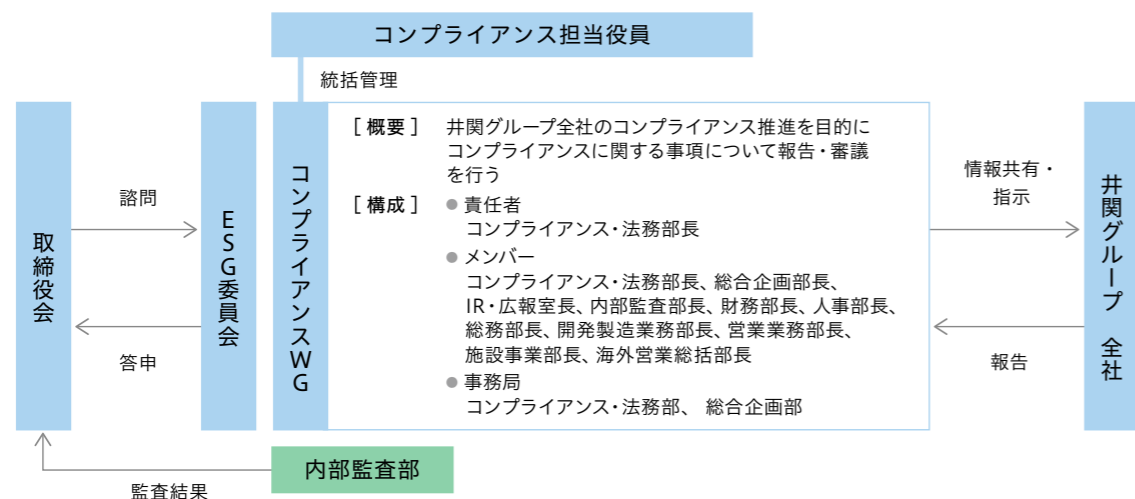 コンプライアンス担当役員
統括管理
取締役会
諮問
答申
ESG委員会
コンプライアンスWG
[ 概要 ] 井関グループ全社のコンプライアンス推進を目的に
コンプライアンスに関する事項について報告・審議
を行う
[ 構成 ] ● 責任者
コンプライアンス・法務部長
● メンバー
コンプライアンス・法務部長、総合企画部長、
IR・広報室長、内部監査部長、財務部長、人事部長、
総務部長、開発製造業務部長、営業業務部長、
施設事業部長、海外営業総括部長
● 事務局
コンプライアンス・法務部、 総合企画部
情報共有・
指示
報告
井関グループ 全社
内部監査部
監査結果